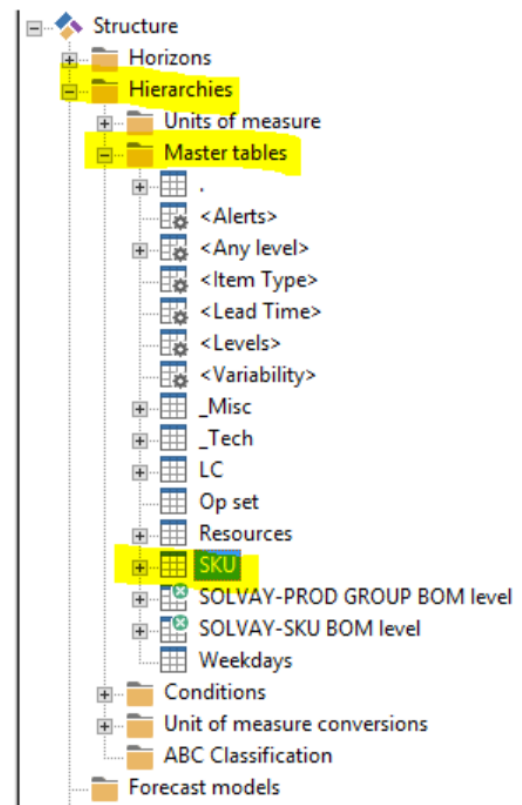 Structure
Horizons
Hierarchies
Units of measure
Master tables
.
<Alerts>
<Any level>
<Item Type>
<Lead Time>
<Levels>
<Variability>
_Misc
_Tech
LC
Op set
Resources
SKU
SOLVAY-PROD GROUP BOM level
SOLVAY-SKU BOM level
Weekdays
Conditions
Unit of measure conversions
ABC Classification
Forecast models